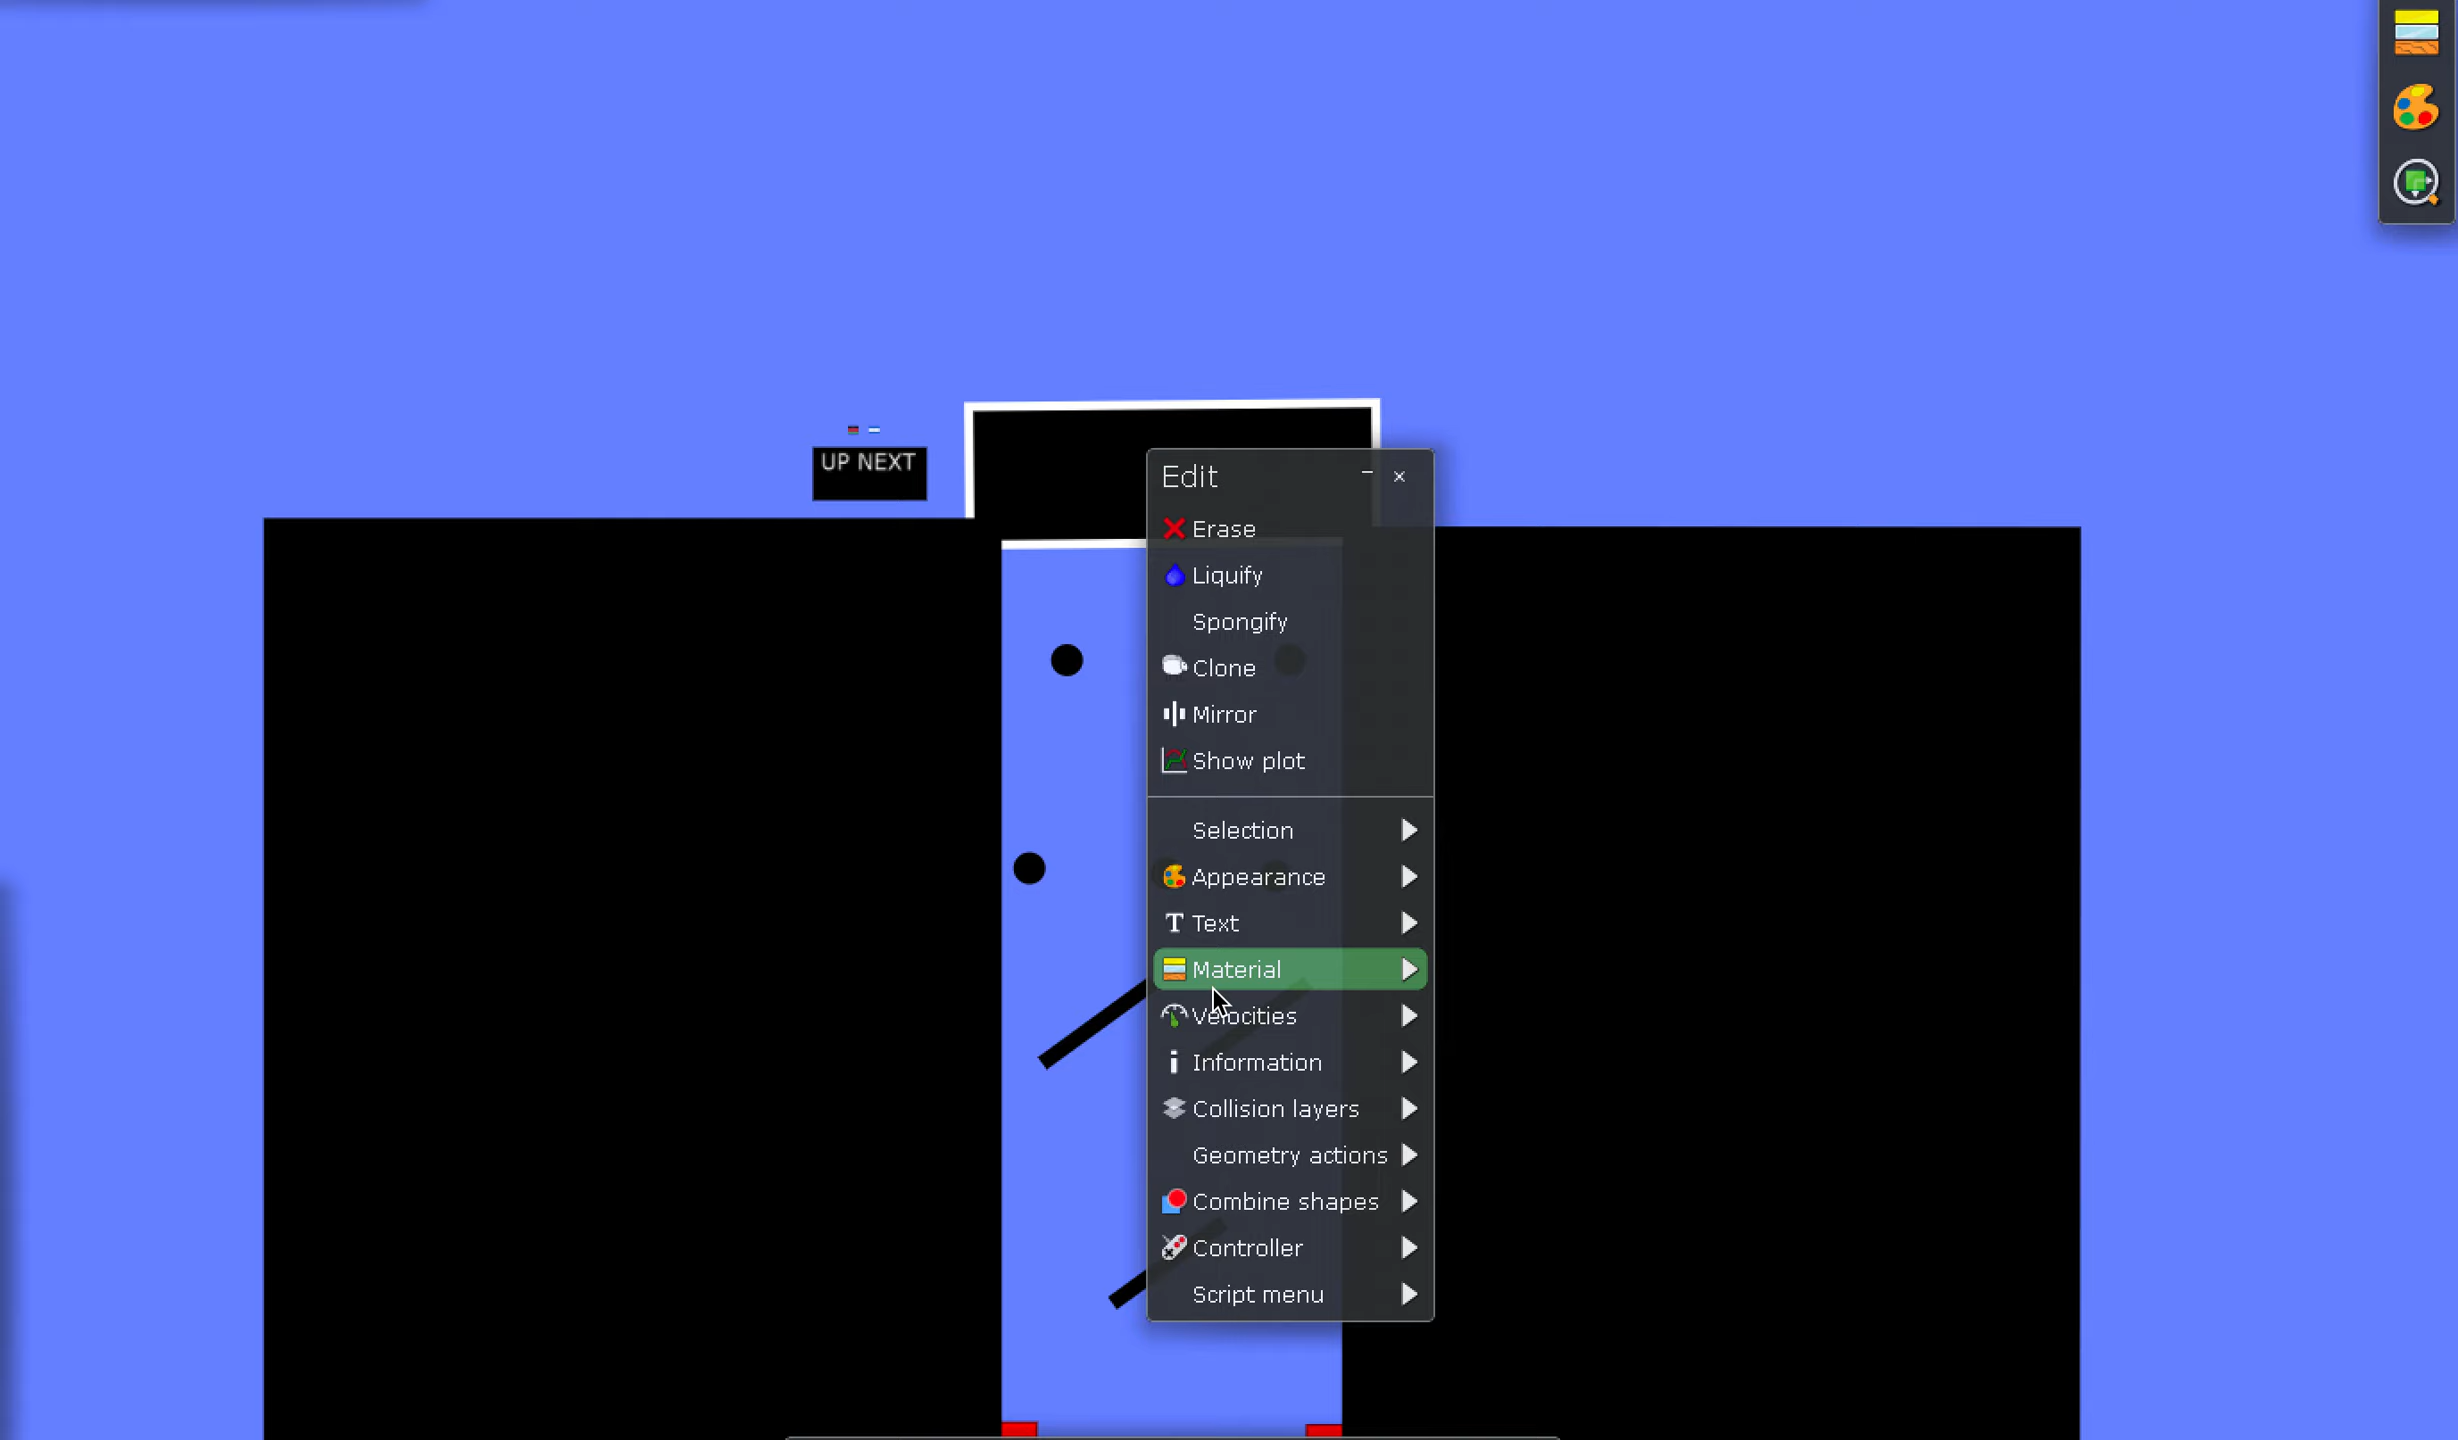 UP NEXT
Edit
Erase
Liquify
Spongify
Clone
Mirror
Show plot
Selection
Appearance
Text
Material
Velocities
Information
Collision layers
Geometry actions
Combine shapes
Controller
Script menu